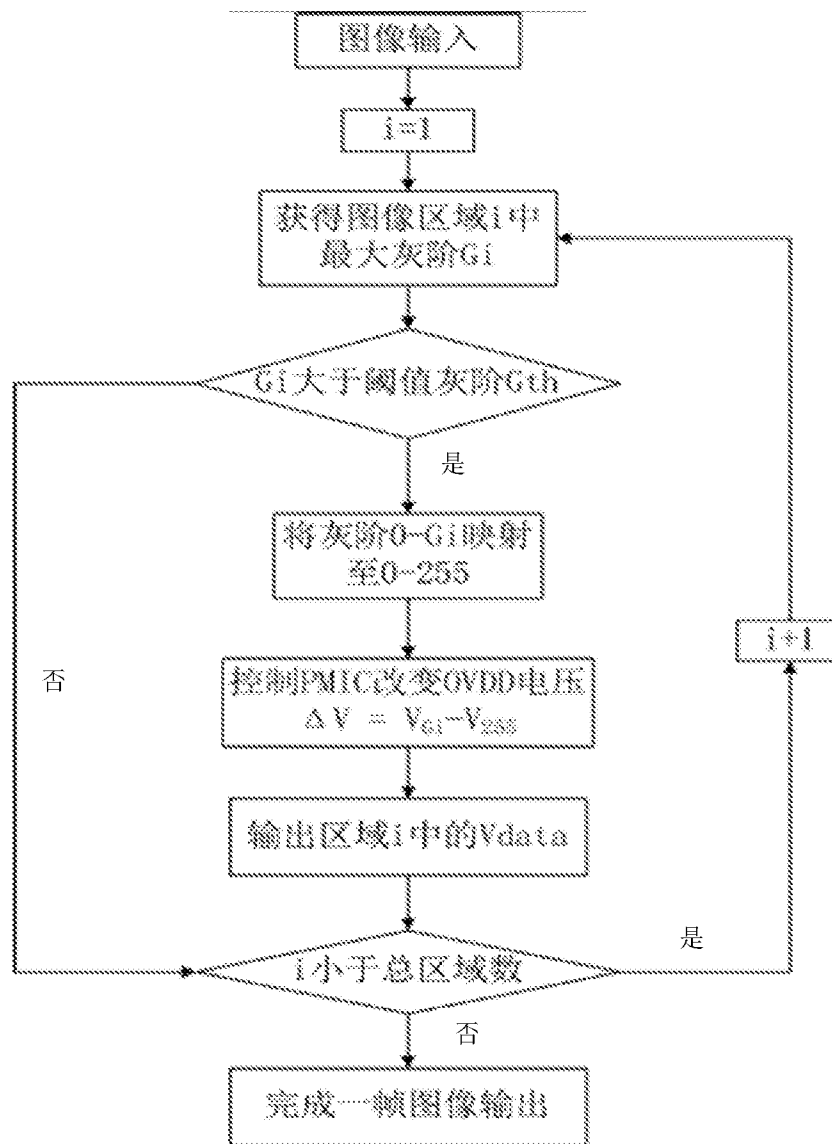 图像输入
i=1
获得图像区域i中
最大灰阶Gi
Gi大于阈值灰阶Gth
是
将灰阶0-Gi映射
至0-255
i+1
否
控制PMIC改变OVDD电压
ΔV = VGi-V255
输出区域i中的Vdata
是
i小于总区域数
否
完成一帧图像输出